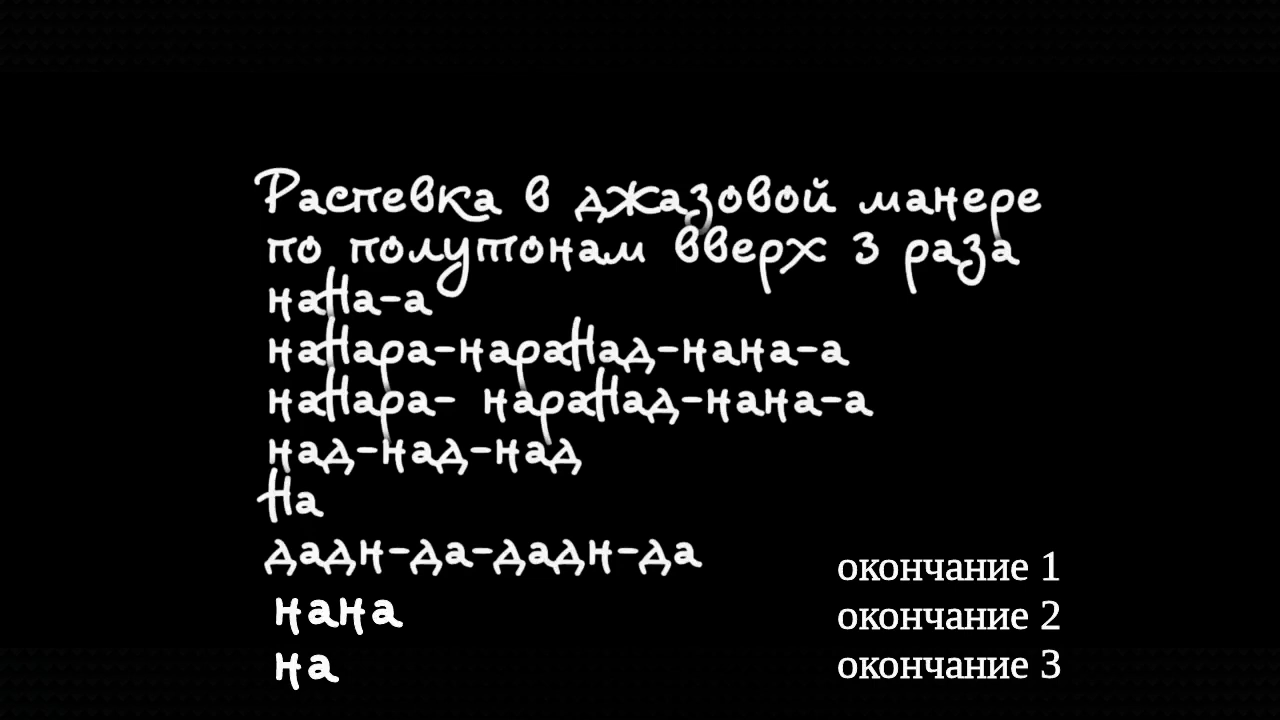 Распевка в джазовой манере
по полутонам вверх 3 раза
наНа-а
наНара-нараНад-нана-а
наНара- нараНад-нана-а
над-над-над
На
дадн-да-дадн-да окончание 1
нана окончание 2
на окончание 3